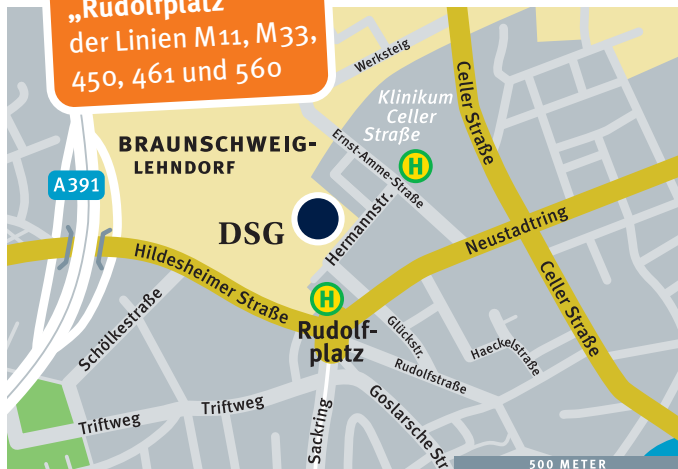 „Rudolfplatz
der Linien M11, M33,
450, 461 und 560
Werksteig
Celler Straße
Klinikum
Celler
Straße
BRAUNSCHWEIG-
LEHNDORF
Ernst-Amme-Straße
H
A391
DSG
Hermannstr.
Neustadtring
Hildesheimer Straße
Celler Straße
H
Schölkestraße
Rudolf-
platz
Glückstr.
Haeckelstraße
Rudolfstraße
Triftweg
Triftweg
Sackring
Goslarsche Str
500 METER